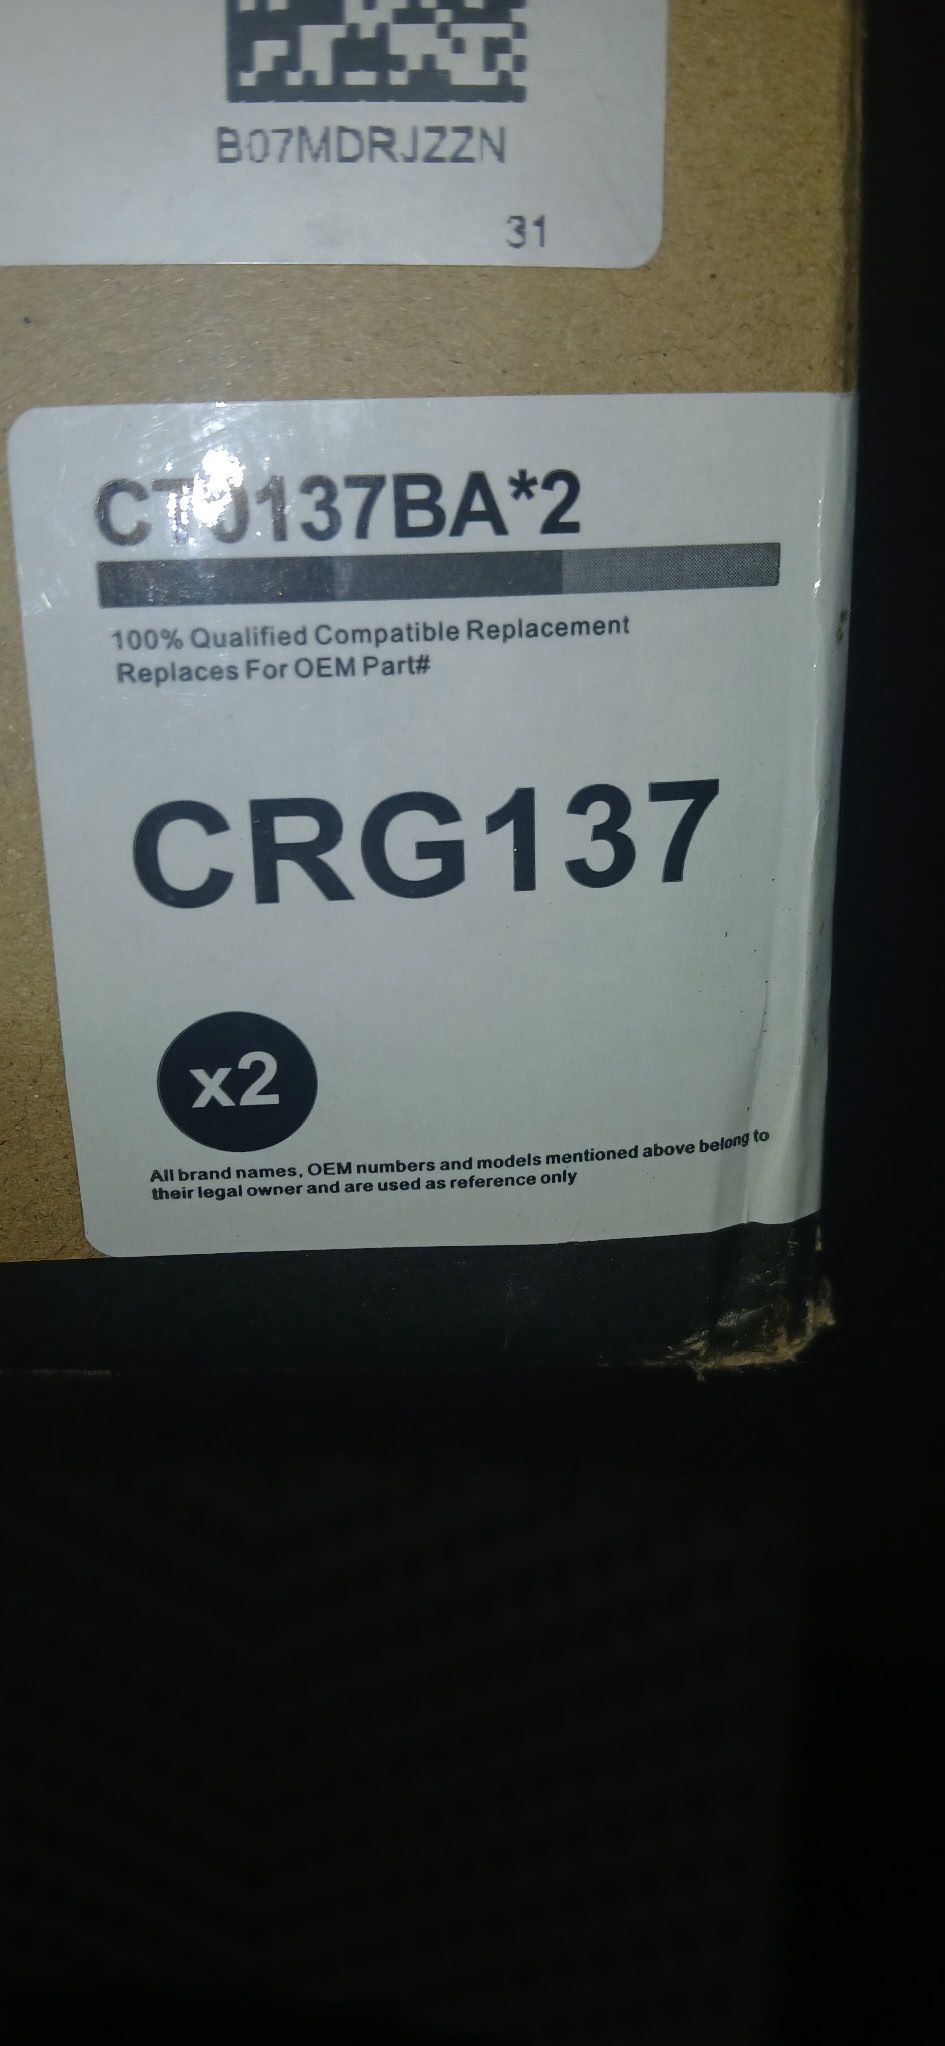 B07MDRJZZN
31
CT0137BA*2
100% Qualified Compatible Replacement
Replaces For OEM Part#
CRG137
x2
All brand names, OEM numbers and models mentioned above belong to
their legal owner and are used as reference only